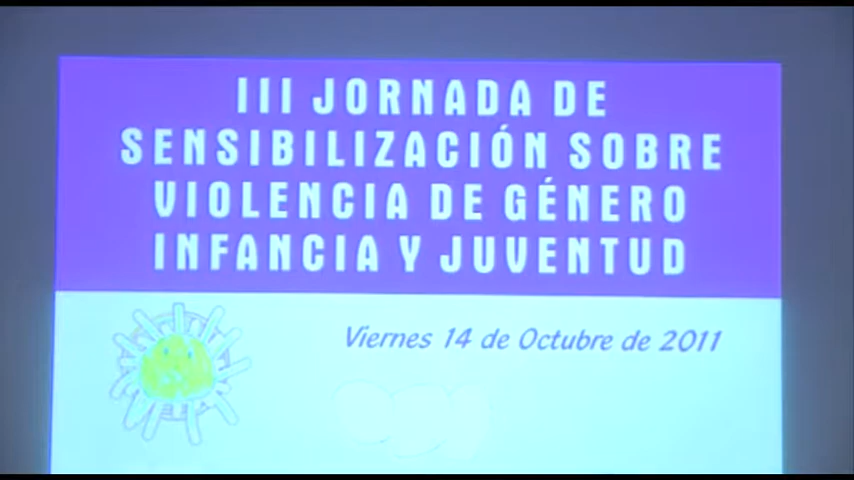 III JORNADA DE
SENSIBILIZACIÓN SOBRE
VIOLENCIA DE GÉNERO
INFANCIA Y JUVENTUD
Viernes 14 de Octubre de 2011